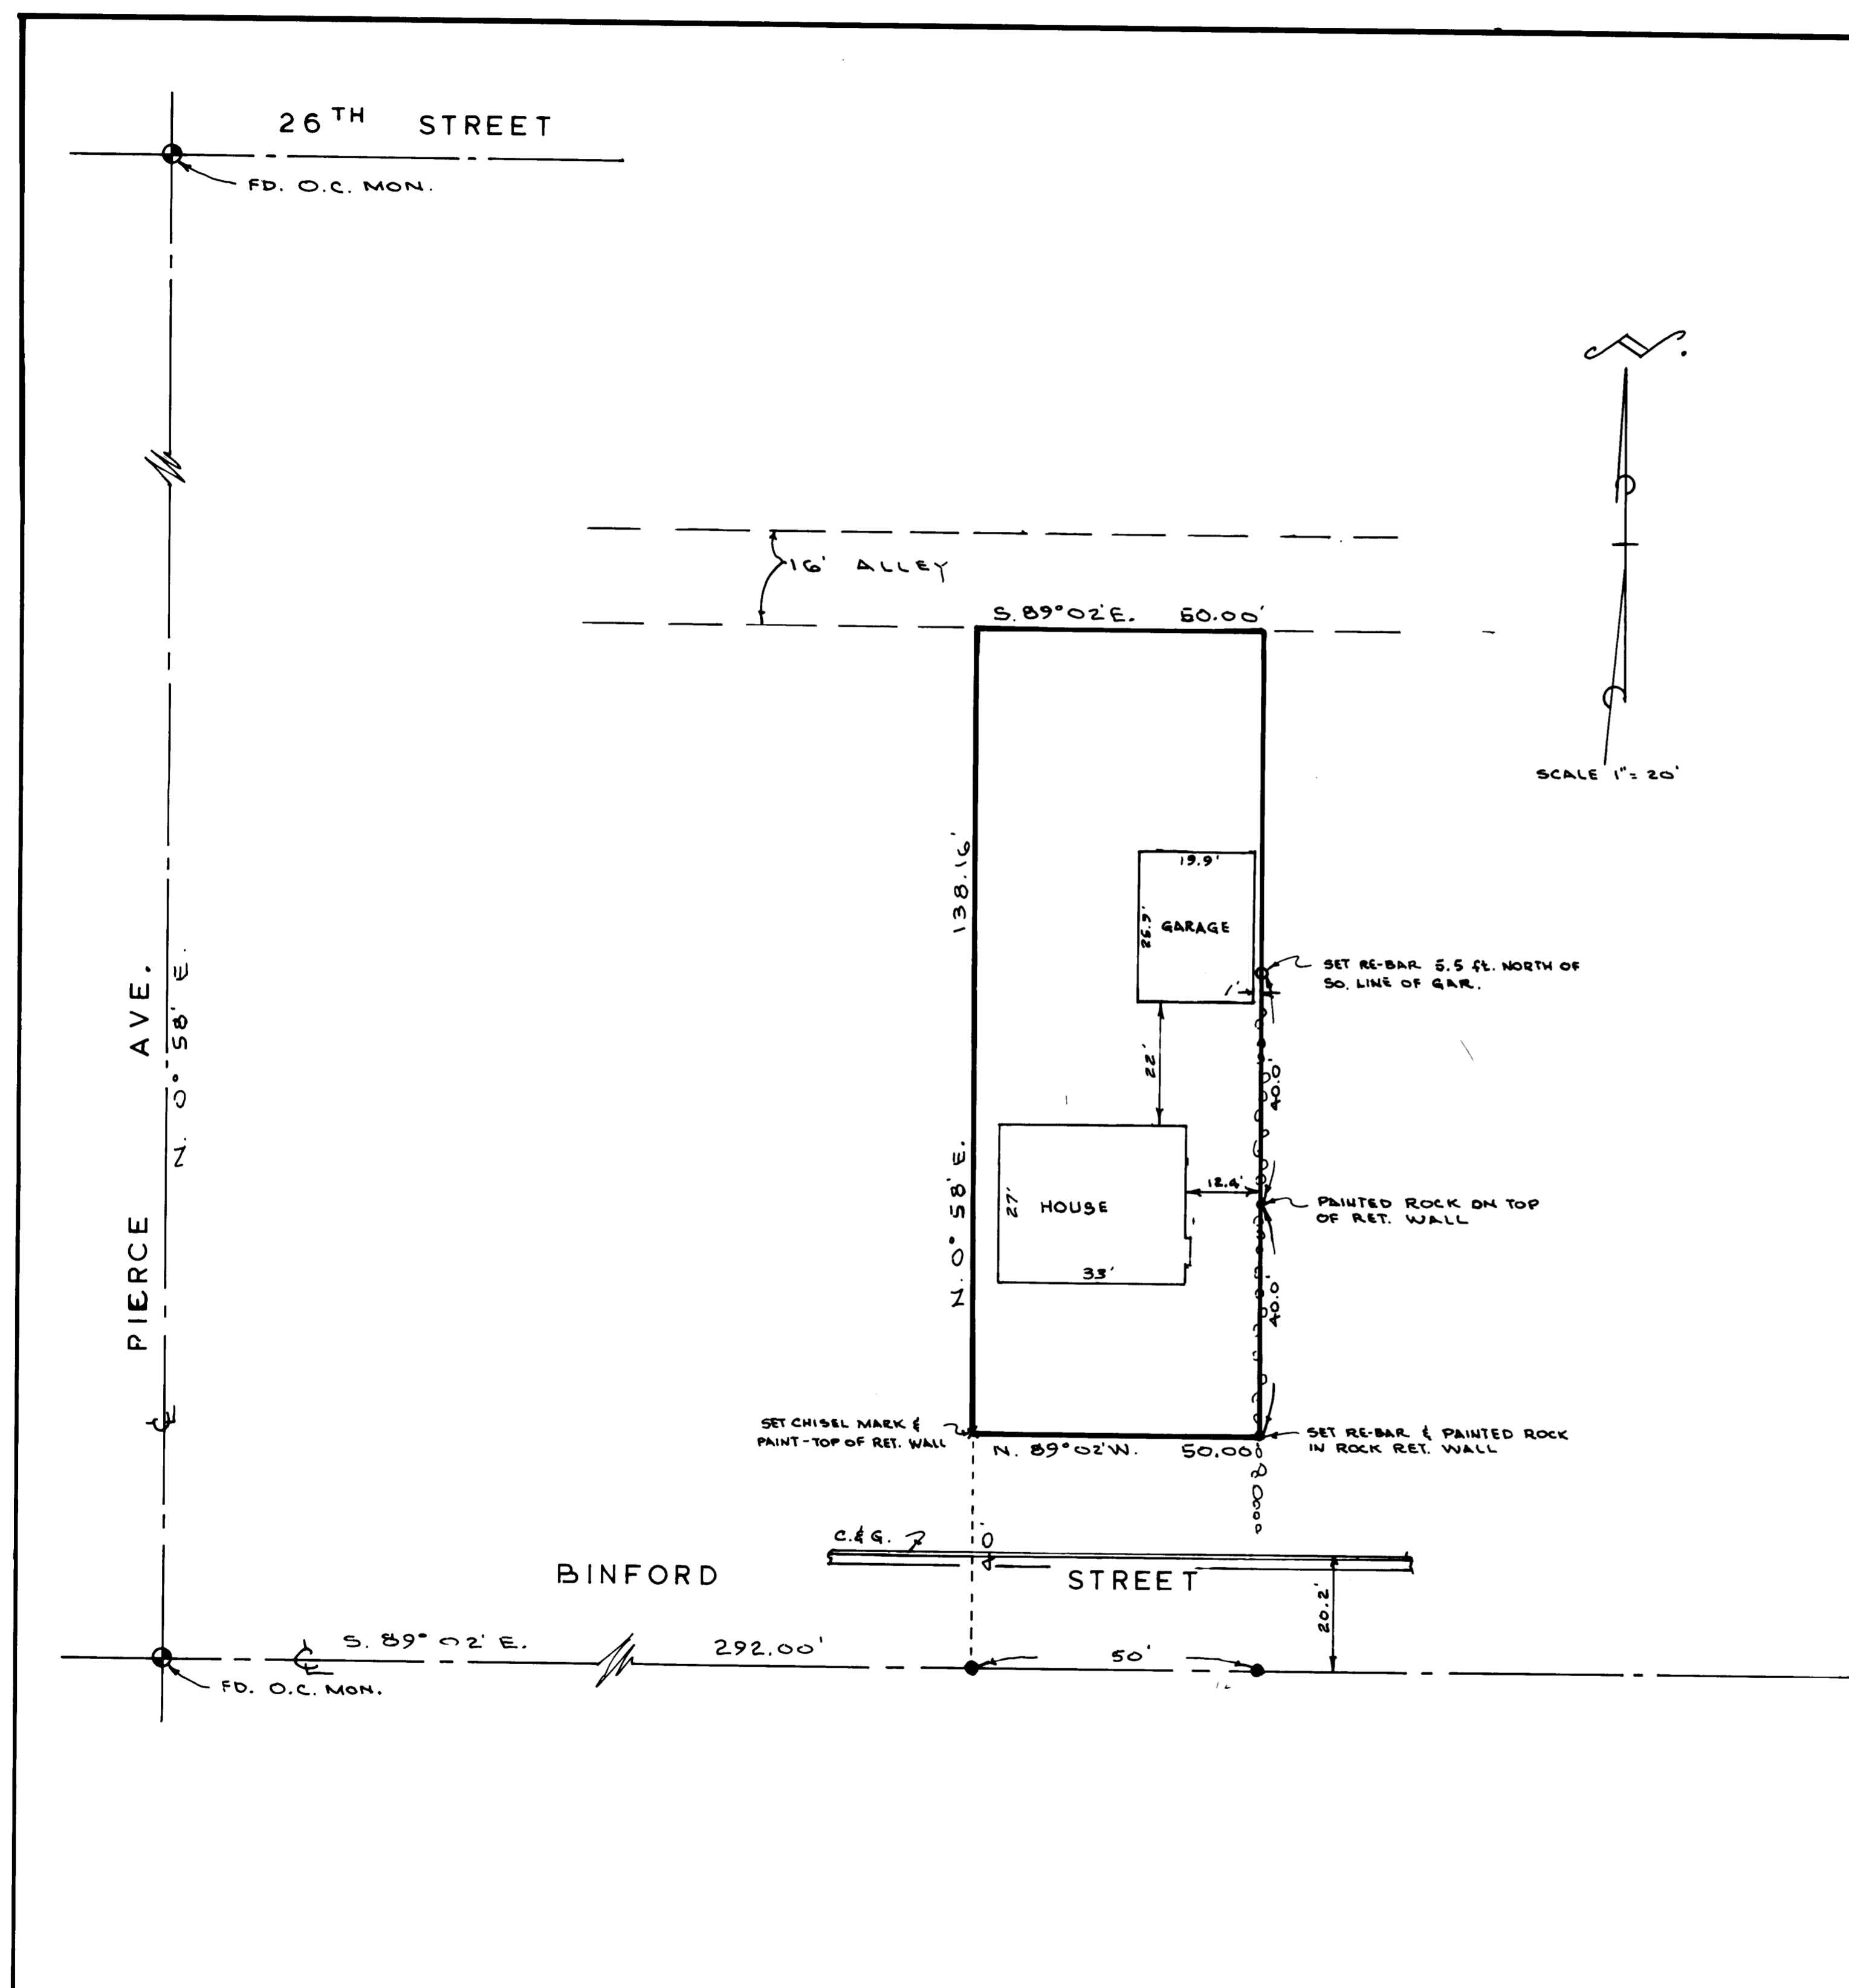 26TH STREET
FD. O.C. MON.
N.
16' ALLEY
S. 89° 02' E. 50.00'
SCALE 1" = 20'
138.16'
N. 0° 58' E.
19.9'
GARAGE
1'
SET RE-BAR 5.5 ft. NORTH OF
SO. LINE OF GAR.
PIERCE AVE.
N. 0° 58' E.
22'
40.0'
12.4'
27'
HOUSE
33'
PAINTED ROCK ON TOP
OF RET. WALL
40.0'
SET CHISEL MARK &
PAINT-TOP OF RET. WALL
N. 89° 02' W. 50.00'
SET RE-BAR & PAINTED ROCK
IN ROCK RET. WALL
C.& G.
40'
BINFORD STREET
20.2'
S. 89° 02' E. 292.00' 50'
FD. O.C. MON.